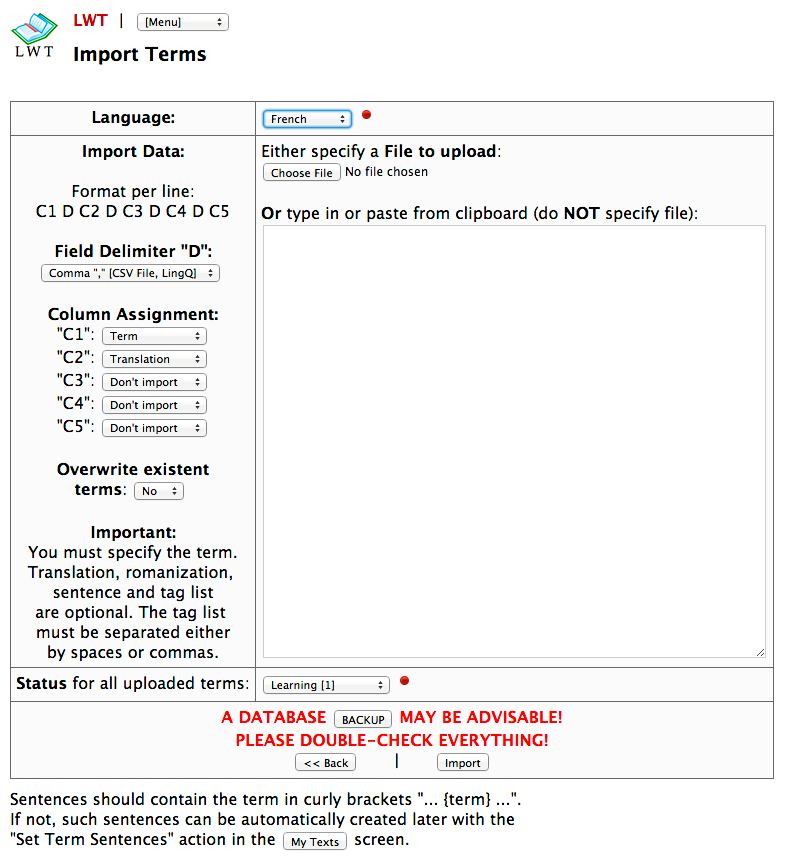 LWT | [Menu]
LWT
Import Terms
Language:
French
Import Data:
Format per line:
C1 D C2 D C3 D C4 D C5
Field Delimiter "D":
Comma "," [CSV File, LingQ]
Column Assignment:
"C1": Term
"C2": Translation
"C3": Don't import
"C4": Don't import
"C5": Don't import
Overwrite existent
terms: No
Important:
You must specify the term.
Translation, romanization,
sentence and tag list
are optional. The tag list
must be separated either
by spaces or commas.
Either specify a File to upload:
Choose File No file chosen
Or type in or paste from clipboard (do NOT specify file):
Status for all uploaded terms: Learning [1]
A DATABASE BACKUP MAY BE ADVISABLE!
PLEASE DOUBLE-CHECK EVERYTHING!
<< Back | Import
Sentences should contain the term in curly brackets "... {term} ...".
If not, such sentences can be automatically created later with the
"Set Term Sentences" action in the My Texts screen.